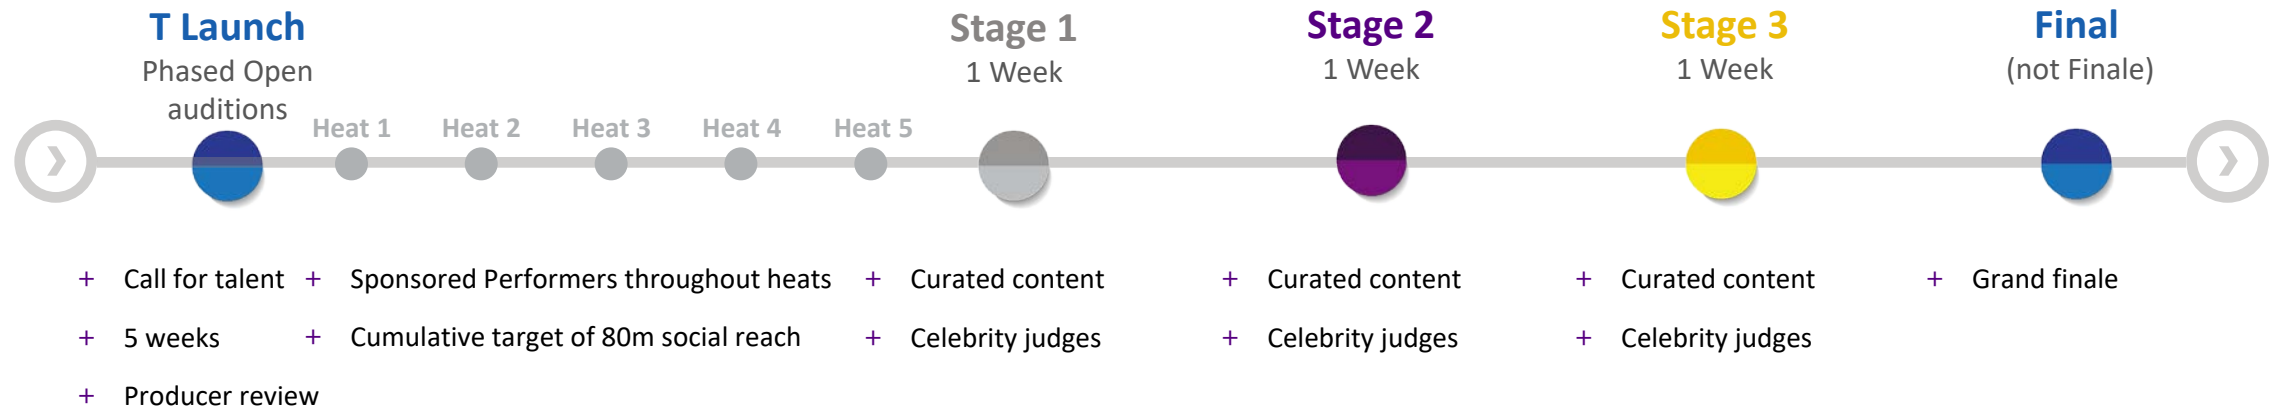 T Launch
Phased Open
auditions
Heat 1
Heat 2
Heat 3
Heat 4
Heat 5
Stage 1
1 Week
Stage 2
1 Week
Stage 3
1 Week
Final
(not Finale)
+ Call for talent
+ 5 weeks
+ Producer review
+ Sponsored Performers throughout heats
+ Cumulative target of 80m social reach
+ Curated content
+ Celebrity judges
+ Curated content
+ Celebrity judges
+ Curated content
+ Celebrity judges
+ Grand finale